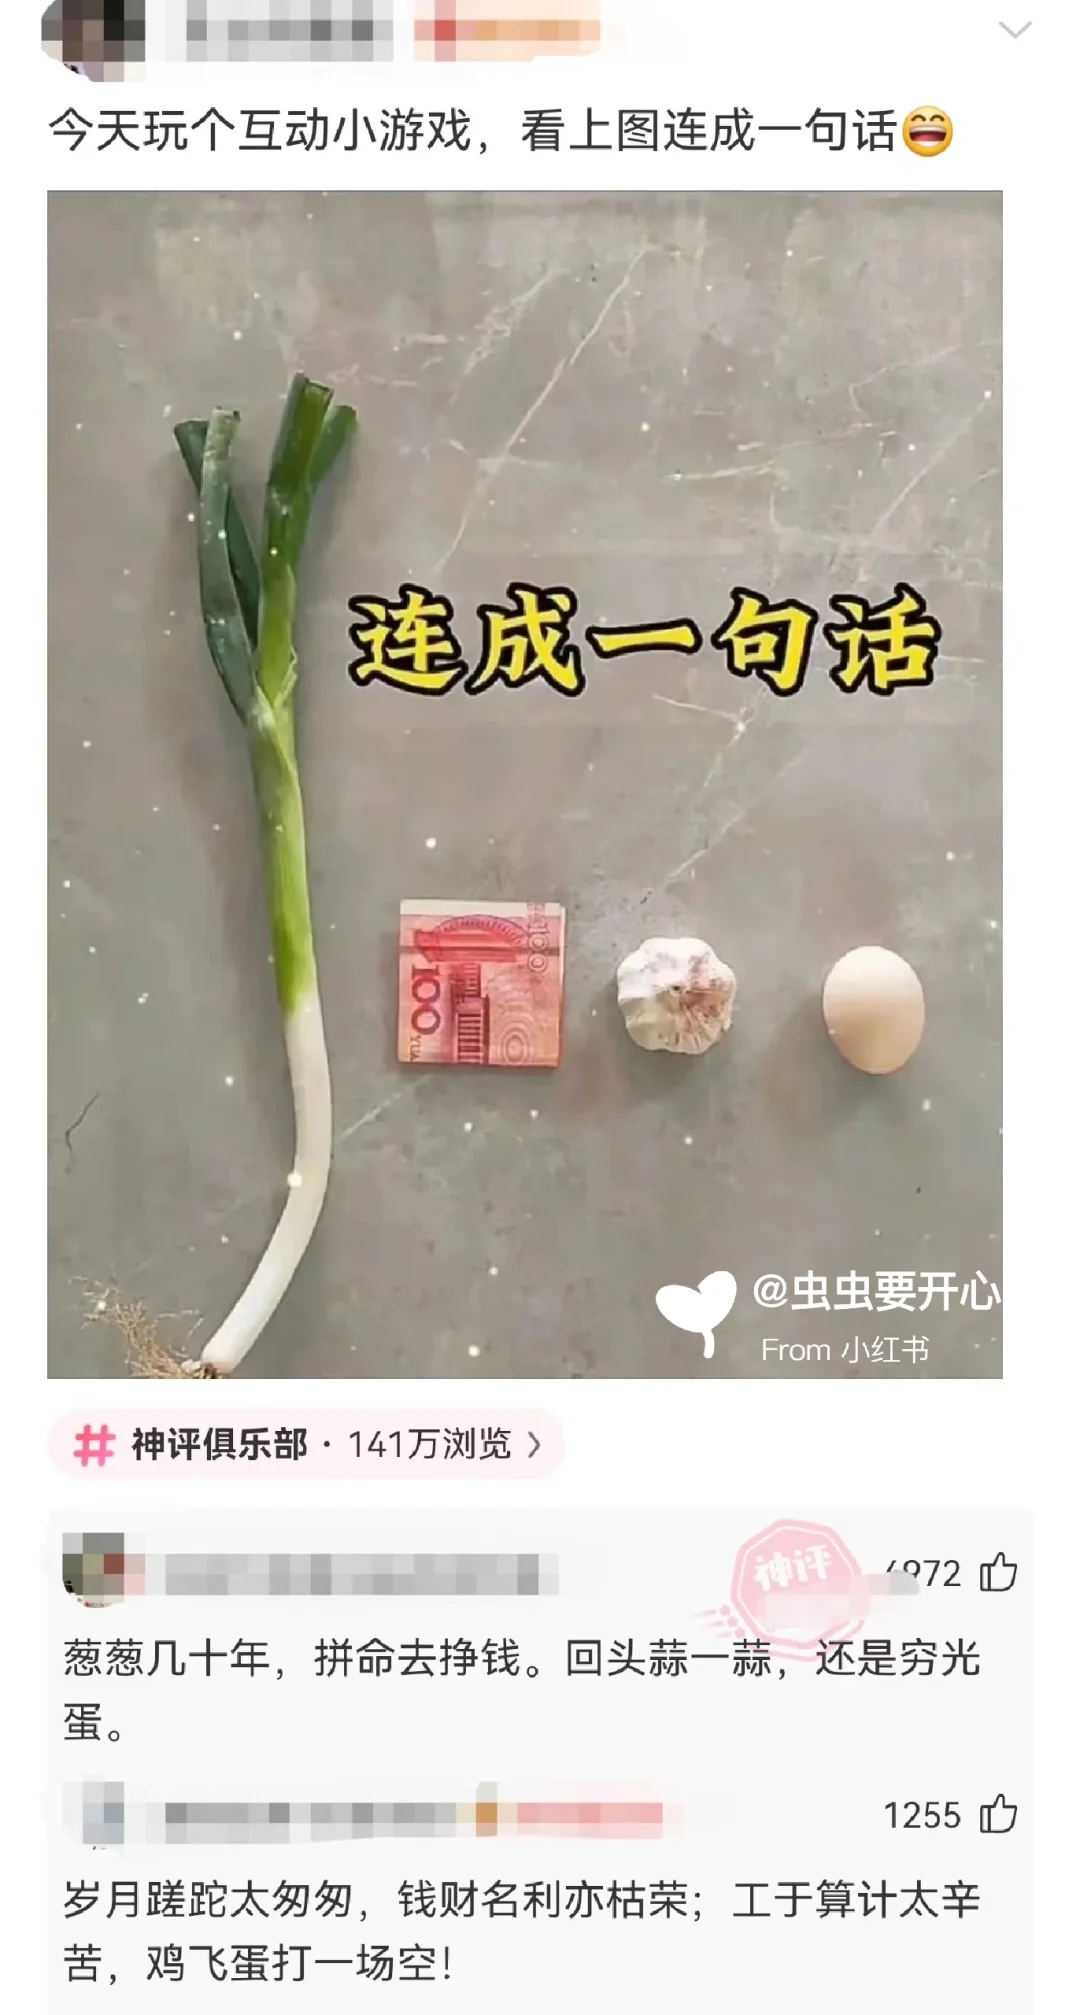 今天玩个互动小游戏，看上图连成一句话
连成一句话
100
100
YUA
@虫虫要开心
From 小红书
神评俱乐部 · 141万浏览
神评
葱葱几十年，拼命去挣钱。回头蒜一蒜，还是穷光
蛋。
1255
岁月蹉跎太匆匆，钱财名利亦枯荣；工于算计太辛
苦，鸡飞蛋打一场空！